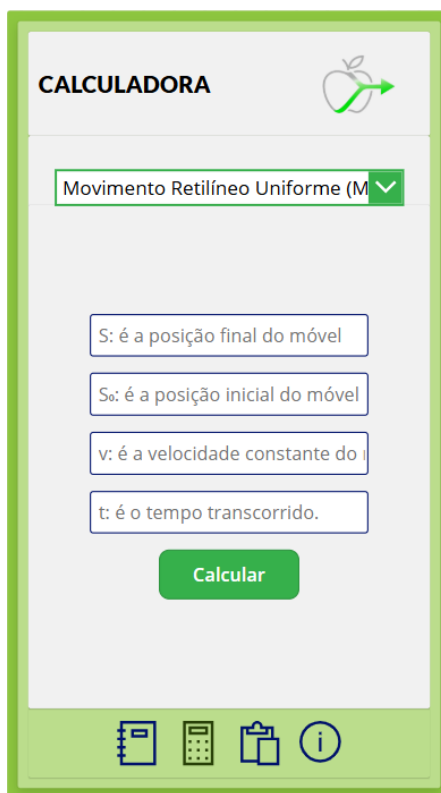 CALCULADORA
Movimento Retilíneo Uniforme (M
S: é a posição final do móvel
S₀: é a posição inicial do móvel
v: é a velocidade constante do
t: é o tempo transcorrido.
Calcular